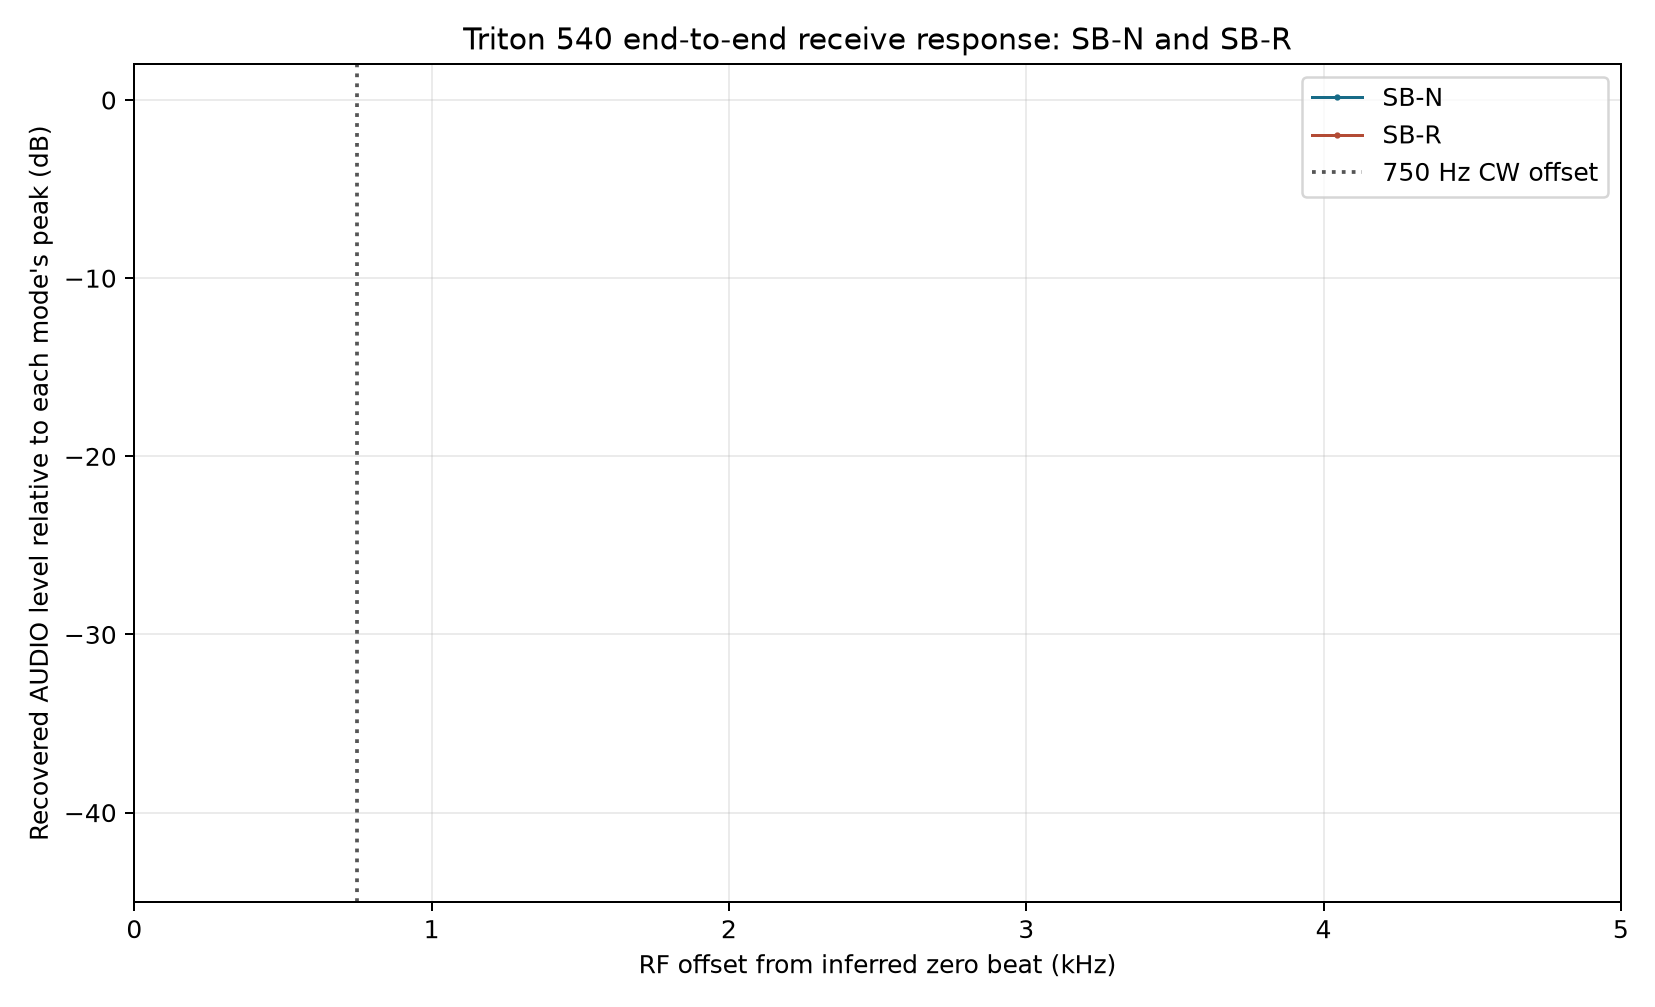 Triton 540 end-to-end receive response: SB-N and SB-R
SB-N
SB-R
750 Hz CW offset
Recovered AUDIO level relative to each mode's peak (dB)
0
−10
−20
−30
−40
0 1 2 3 4 5
RF offset from inferred zero beat (kHz)